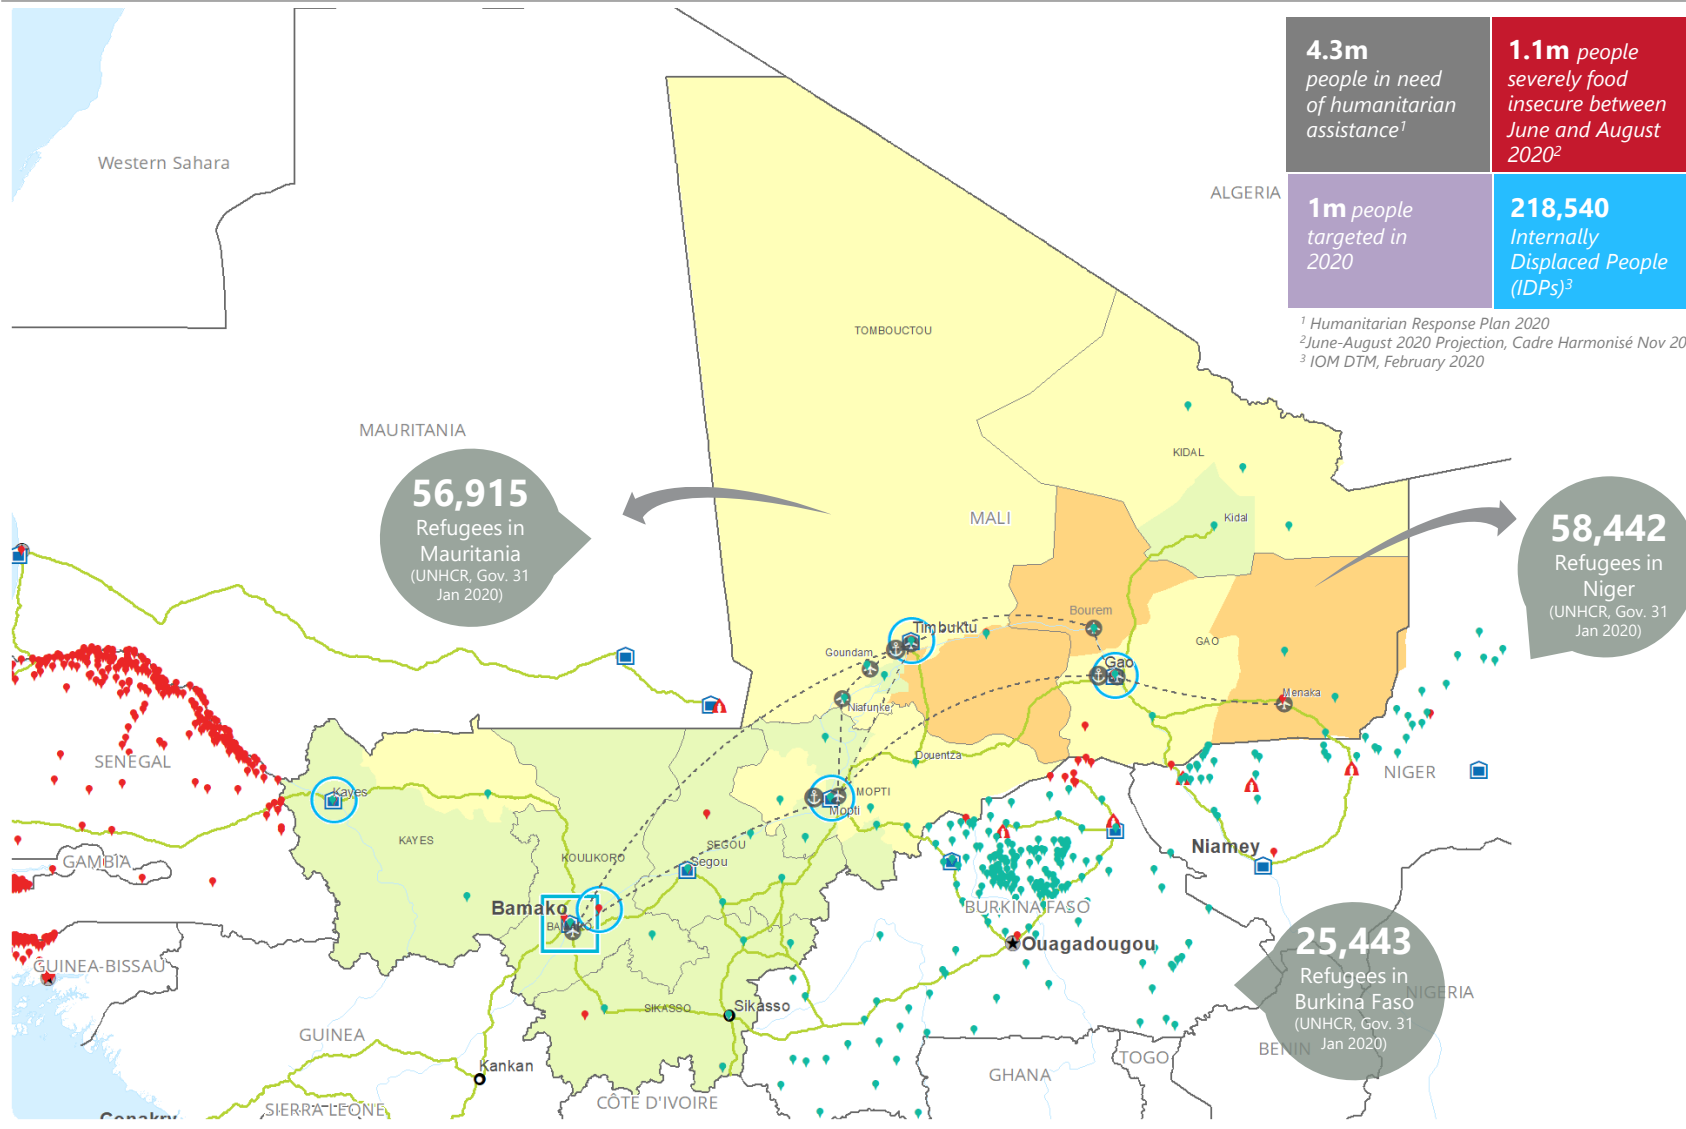 4.3m
people in need
of humanitarian
assistance1
1.1m people
severely food
insecure between
June and August
20202
1m people
targeted in
2020
218,540
Internally
Displaced People
(IDPs)3
1 Humanitarian Response Plan 2020
2June-August 2020 Projection, Cadre Harmonisé Nov 20
3 IOM DTM, February 2020
Western Sahara
ALGERIA
TOMBOUCTOU
MAURITANIA
KIDAL
56,915
Refugees in
Mauritania
(UNHCR, Gov. 31
Jan 2020)
MALI
Kidal
58,442
Refugees in
Niger
(UNHCR, Gov. 31
Jan 2020)
Bourem
Timbuktu
Goundam
GAO
Gao
Menaka
Niafunke
SENEGAL
Douentza
NIGER
Kayes
MOPTI
Mopti
KAYES
SEGOU
Segou
KOULIKORO
Niamey
GAMBIA
Bamako
BAMAKO
BURKINA FASO
Ouagadougou
GUINEA-BISSAU
25,443
Refugees in
Burkina Faso
(UNHCR, Gov. 31
Jan 2020)
NIGERIA
SIKASSO
Sikasso
GUINEA
BENIN
TOGO
Kankan
GHANA
CÔTE D'IVOIRE
SIERRA LEONE
Conakry